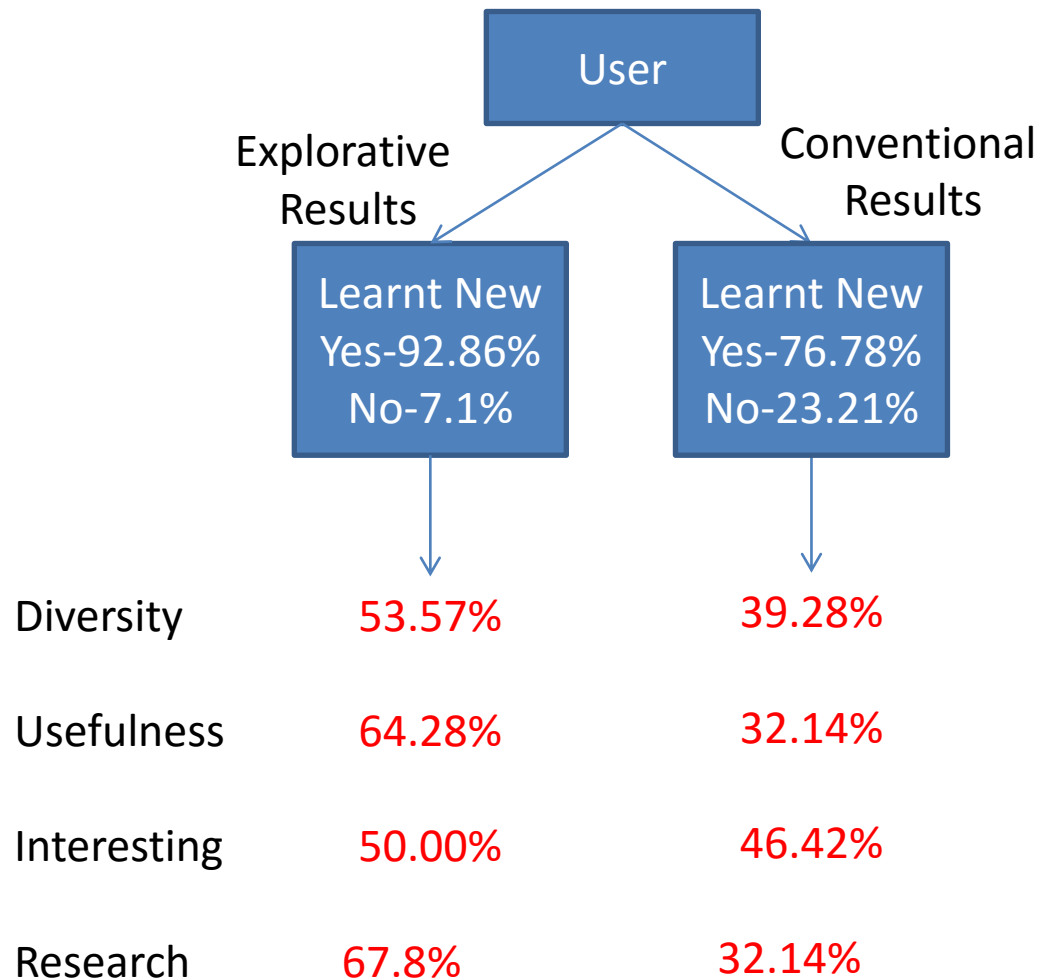 User
Explorative
Results
Conventional
Results
Learnt New
Yes-92.86%
No-7.1%
Learnt New
Yes-76.78%
No-23.21%
Diversity 53.57% 39.28%
Usefulness 64.28% 32.14%
Interesting 50.00% 46.42%
Research 67.8% 32.14%